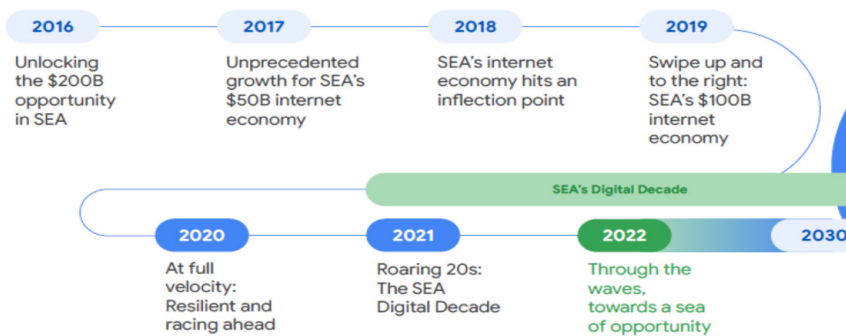 2016
Unlocking
the $200B
opportunity
in SEA
2017
Unprecedented
growth for SEA's
$50B internet
economy
2018
SEA's internet
economy hits an
inflection point
2019
Swipe up and
to the right:
SEA's $100B
internet
economy
SEA's Digital Decade
2020
At full
velocity:
Resilient and
racing ahead
2021
Roaring 20s:
The SEA
Digital Decade
2022
Through the
waves,
towards a sea
of opportunity
2030